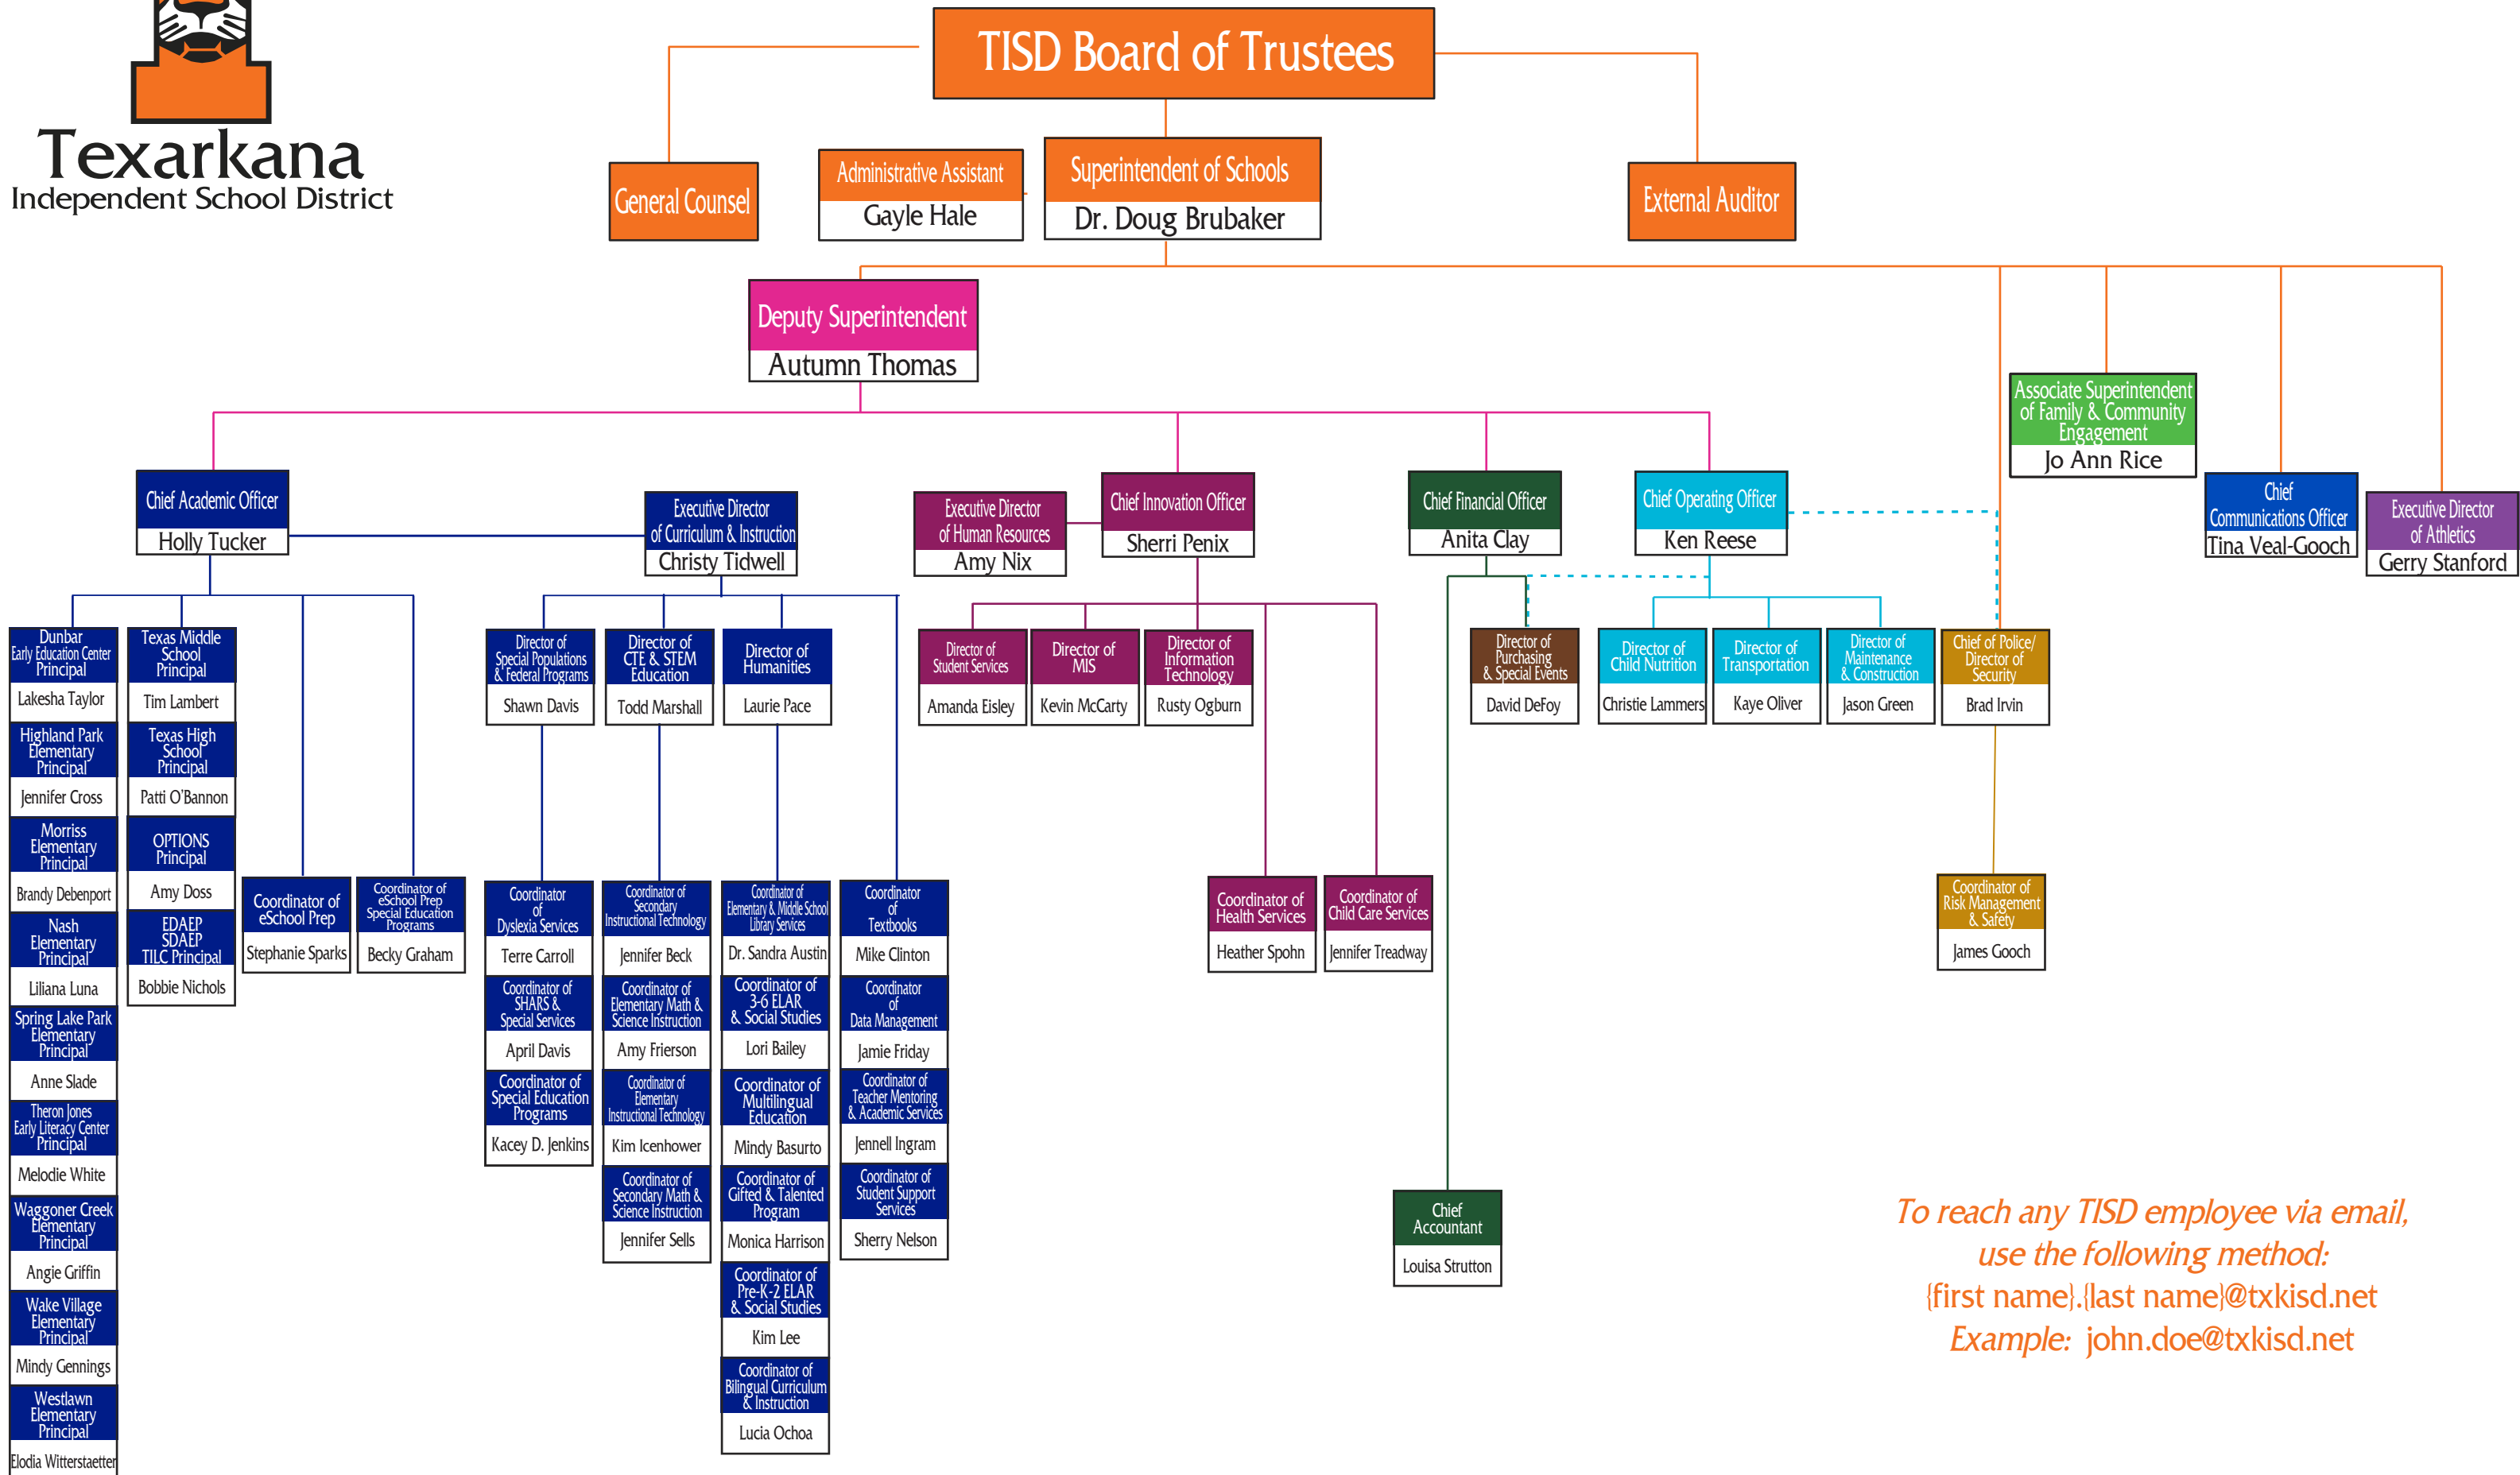 Texarkana
Independent School District
TISD Board of Trustees
General Counsel
Administrative Assistant
Gayle Hale
Superintendent of Schools
Dr. Doug Brubaker
External Auditor
Deputy Superintendent
Autumn Thomas
Associate Superintendent
of Family & Community
Engagement
Jo Ann Rice
Chief
Communications Officer
Tina Veal-Gooch
Executive Director
of Athletics
Gerry Stanford
Chief Academic Officer
Holly Tucker
Executive Director
of Curriculum & Instruction
Christy Tidwell
Executive Director
of Human Resources
Amy Nix
Chief Innovation Officer
Sherri Penix
Chief Financial Officer
Anita Clay
Chief Operating Officer
Ken Reese
Dunbar
Early Education Center
Principal
Lakesha Taylor
Highland Park
Elementary
Principal
Jennifer Cross
Morriss
Elementary
Principal
Brandy Debenport
Nash
Elementary
Principal
Liliana Luna
Spring Lake Park
Elementary
Principal
Anne Slade
Theron Jones
Early Literacy Center
Principal
Melodie White
Waggoner Creek
Elementary
Principal
Angie Griffin
Wake Village
Elementary
Principal
Mindy Gennings
Westlawn
Elementary
Principal
Elodia Witterstaetter
Texas Middle
School
Principal
Tim Lambert
Texas High
School
Principal
Patti O'Bannon
OPTIONS
Principal
Amy Doss
EDAEP
SDAEP
TILC Principal
Bobbie Nichols
Coordinator of
eSchool Prep
Stephanie Sparks
Coordinator of
eSchool Prep
Special Education
Programs
Becky Graham
Director of
Special Populations
& Federal Programs
Shawn Davis
Director of
CTE & STEM
Education
Todd Marshall
Director of
Humanities
Laurie Pace
Coordinator
of
Dyslexia Services
Terre Carroll
Coordinator of
SHARS &
Special Services
April Davis
Coordinator of
Special Education
Programs
Kacey D. Jenkins
Coordinator of
Secondary
Instructional Technology
Jennifer Beck
Coordinator of
Elementary Math &
Science Instruction
Amy Frierson
Coordinator of
Elementary
Instructional Technology
Kim Icenhower
Coordinator of
Secondary Math &
Science Instruction
Jennifer Sells
Coordinator of
Elementary & Middle School
Library Services
Dr. Sandra Austin
Coordinator of
3-6 ELAR
& Social Studies
Lori Bailey
Coordinator of
Multilingual
Education
Mindy Basurto
Coordinator of
Gifted & Talented
Program
Monica Harrison
Coordinator of
Pre-K-2 ELAR
& Social Studies
Kim Lee
Coordinator of
Bilingual Curriculum
& Instruction
Lucia Ochoa
Coordinator
of
Textbooks
Mike Clinton
Coordinator
of
Data Management
Jamie Friday
Coordinator of
Teacher Mentoring
& Academic Services
Jennell Ingram
Coordinator of
Student Support
Services
Sherry Nelson
Director of
Student Services
Amanda Eisley
Director of
MIS
Kevin McCarty
Director of
Information
Technology
Rusty Ogburn
Coordinator of
Health Services
Heather Spohn
Coordinator of
Child Care Services
Jennifer Treadway
Director of
Purchasing
& Special Events
David DeFoy
Chief
Accountant
Louisa Strutton
Director of
Child Nutrition
Christie Lammers
Director of
Transportation
Kaye Oliver
Director of
Maintenance
& Construction
Jason Green
Chief of Police/
Director of
Security
Brad Irvin
Coordinator of
Risk Management
& Safety
James Gooch
To reach any TISD employee via email,
use the following method:
{first name}.{last name}@txkisd.net
Example: john.doe@txkisd.net